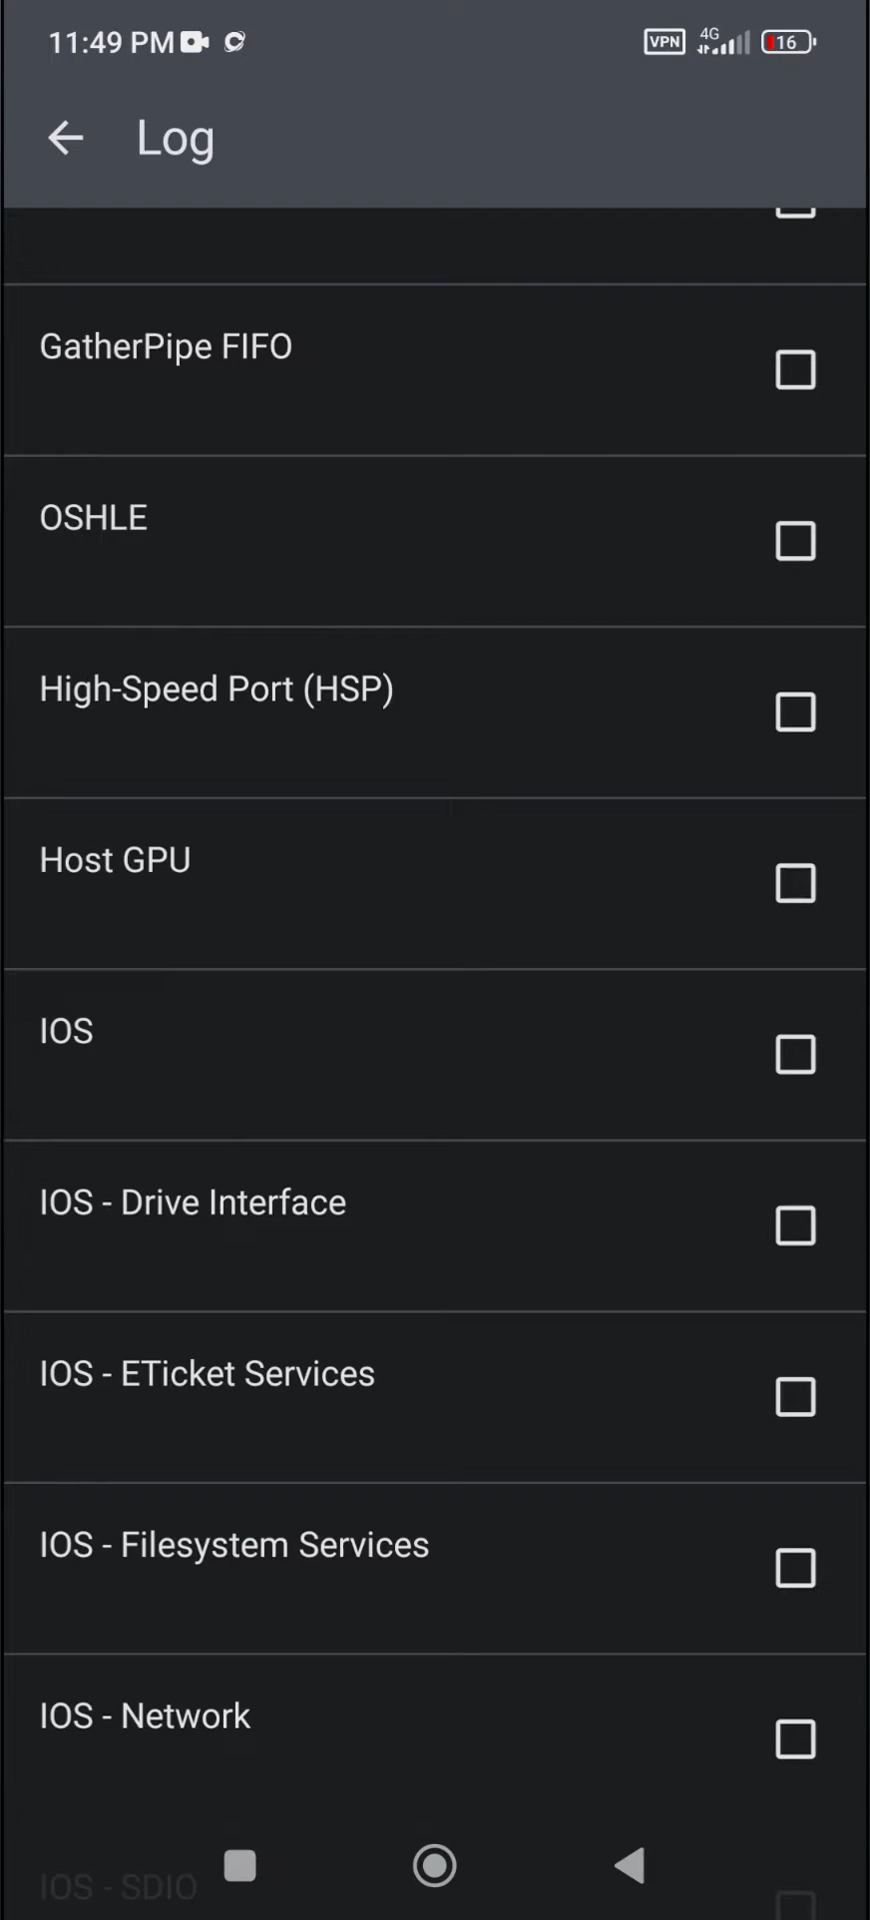 11:49 PM
VPN 4G 16
Log
GatherPipe FIFO
OSHLE
High-Speed Port (HSP)
Host GPU
IOS
IOS - Drive Interface
IOS - ETicket Services
IOS - Filesystem Services
IOS - Network
IOS - SDIO